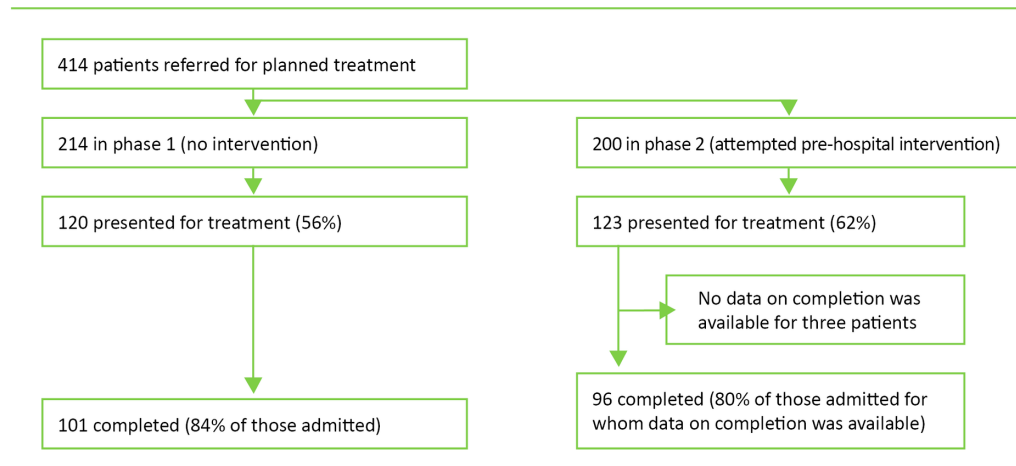 414 patients referred for planned treatment
214 in phase 1 (no intervention)
200 in phase 2 (attempted pre-hospital intervention)
120 presented for treatment (56%)
123 presented for treatment (62%)
No data on completion was
available for three patients
96 completed (80% of those admitted for
whom data on completion was available)
101 completed (84% of those admitted)